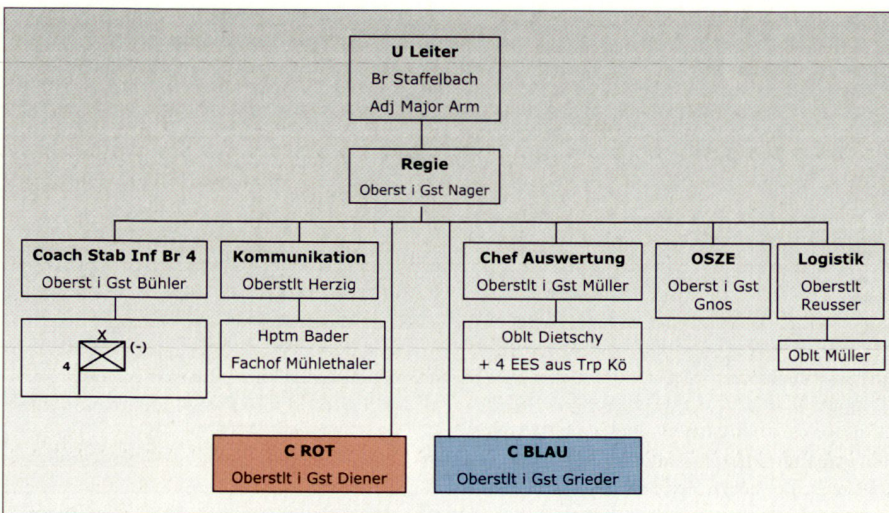 U Leiter
Br Staffelbach
Adj Major Arm
Regie
Oberst i Gst Nager
Coach Stab Inf Br 4
Oberst i Gst Bühler
X
(-)
4
Kommunikation
Oberstlt Herzig
Hptm Bader
Fachof Mühlethaler
Chef Auswertung
Oberstlt i Gst Müller
Oblt Dietschy
+ 4 EES aus Trp Kö
OSZE
Oberst i Gst
Gnos
Logistik
Oberstlt
Reusser
Oblt Müller
C ROT
Oberstlt i Gst Diener
C BLAU
Oberstlt i Gst Grieder